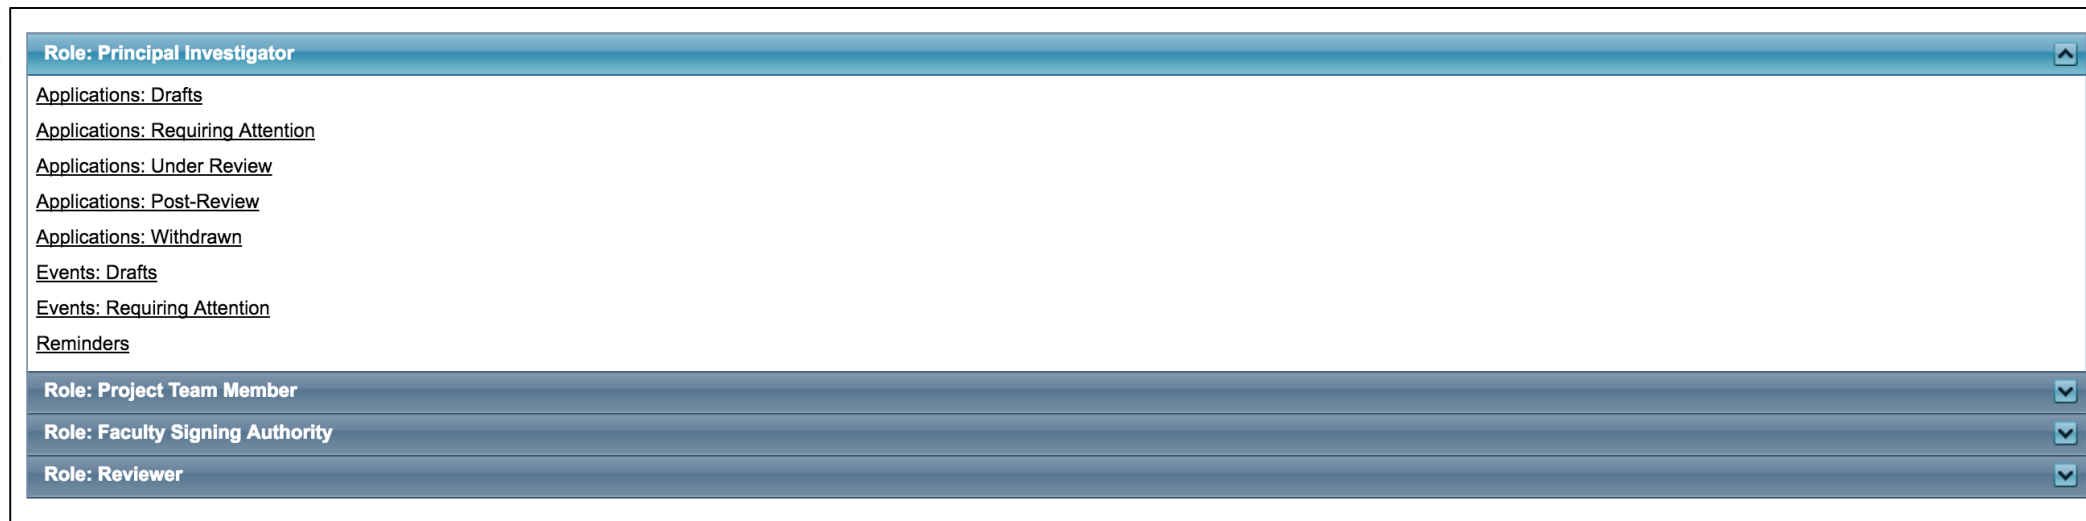 Role: Principal Investigator
Applications: Drafts
Applications: Requiring Attention
Applications: Under Review
Applications: Post-Review
Applications: Withdrawn
Events: Drafts
Events: Requiring Attention
Reminders
Role: Project Team Member
Role: Faculty Signing Authority
Role: Reviewer